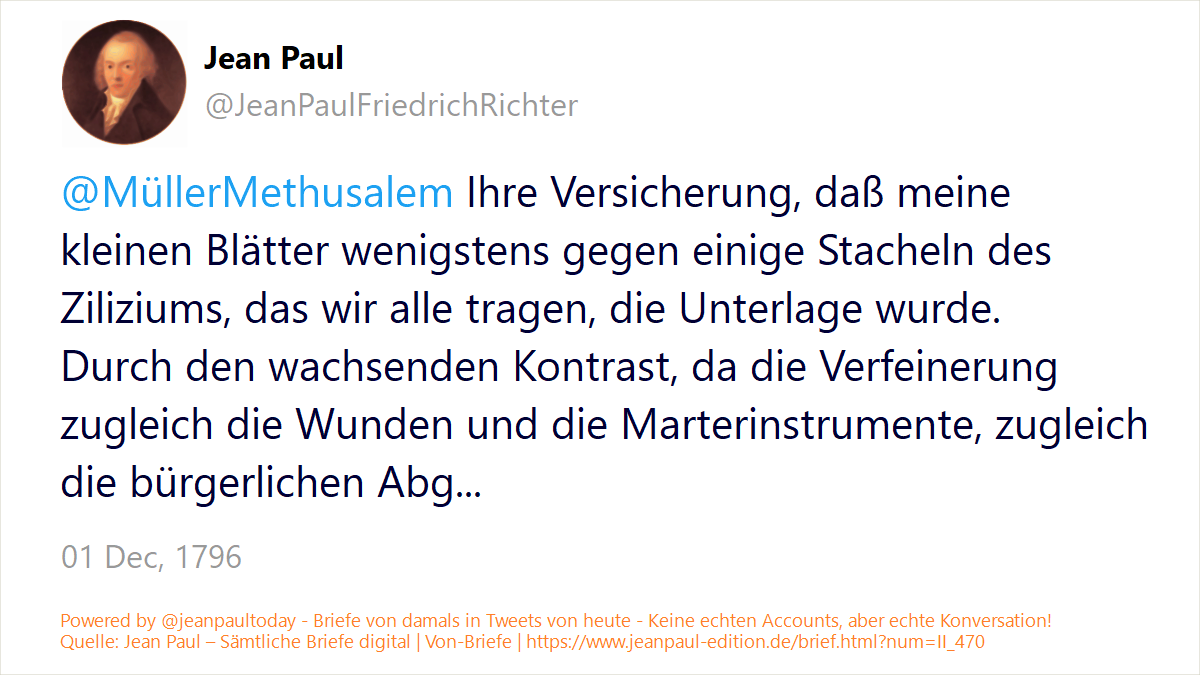 Jean Paul
@JeanPaulFriedrichRichter
@MüllerMethusalem Ihre Versicherung, daß meine
kleinen Blätter wenigstens gegen einige Stacheln des
Ziliziums, das wir alle tragen, die Unterlage wurde.
Durch den wachsenden Kontrast, da die Verfeinerung
zugleich die Wunden und die Marterinstrumente, zugleich
die bürgerlichen Abg...
01 Dec, 1796
Powered by @jeanpaultoday - Briefe von damals in Tweets von heute - Keine echten Accounts, aber echte Konversation!
Quelle: Jean Paul – Sämtliche Briefe digital | Von-Briefe | https://www.jeanpaul-edition.de/brief.html?num=II_470